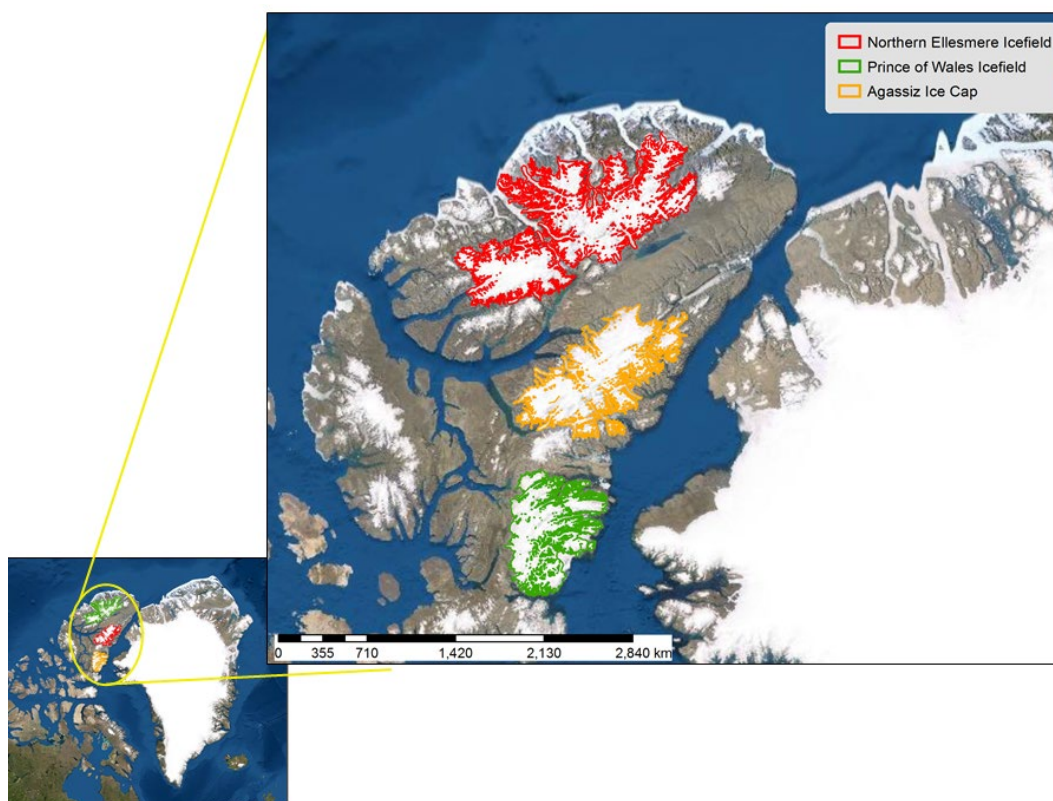 Northern Ellesmere Icefield
Prince of Wales Icefield
Agassiz Ice Cap
0 355 710 1,420 2,130 2,840 km